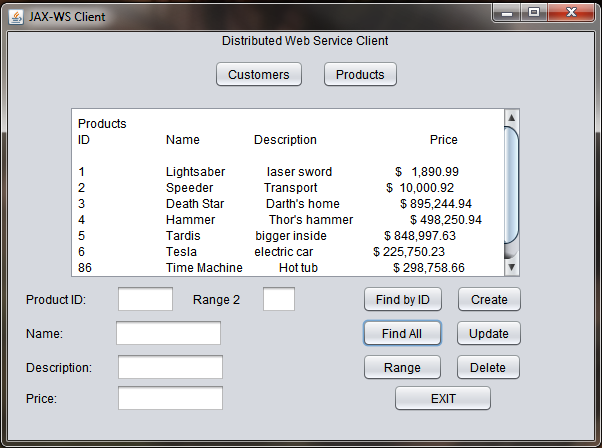 JAX-WS Client
Distributed Web Service Client
Customers Products
Products
ID Name Description Price
1 Lightsaber laser sword $ 1,890.99
2 Speeder Transport $ 10,000.92
3 Death Star Darth's home $ 895,244.94
4 Hammer Thor's hammer $ 498,250.94
5 Tardis bigger inside $ 848,997.63
6 Tesla electric car $ 225,750.23
86 Time Machine Hot tub $ 298,758.66
Product ID: Range 2 Find by ID Create
Name: Find All Update
Description: Range Delete
Price: EXIT